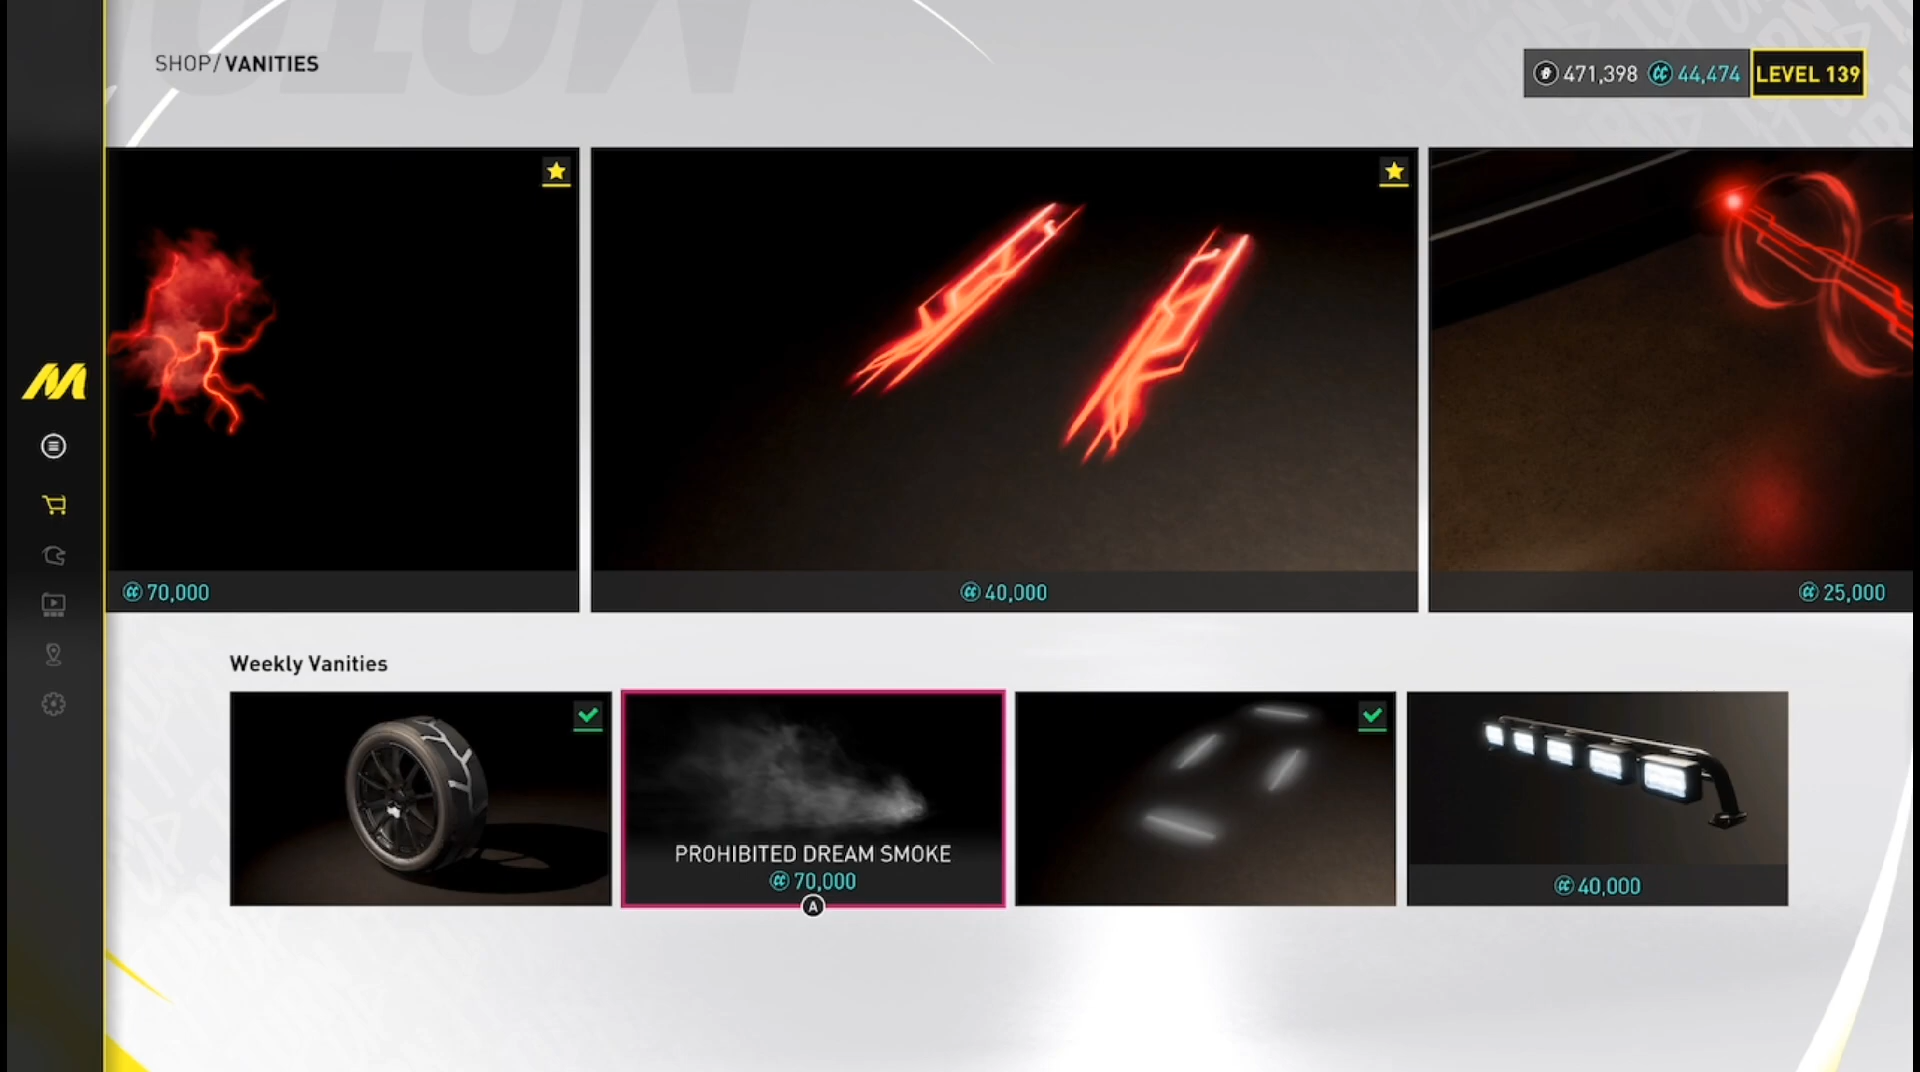 SHOP/VANITIES
471,398 44,474 LEVEL 139
70,000
40,000
25,000
Weekly Vanities
PROHIBITED DREAM SMOKE
70,000
A
40,000